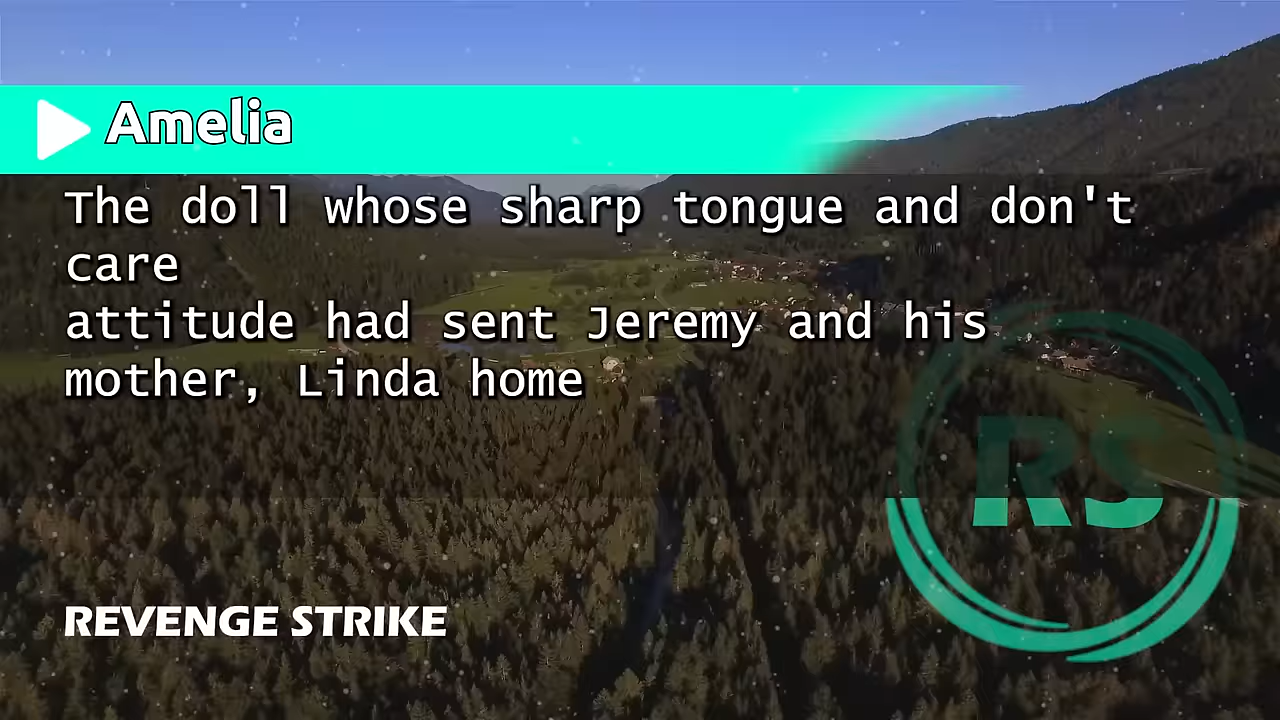 Amelia
The doll whose sharp tongue and don't
care
attitude had sent Jeremy and his
mother, Linda home
RS
REVENGE STRIKE